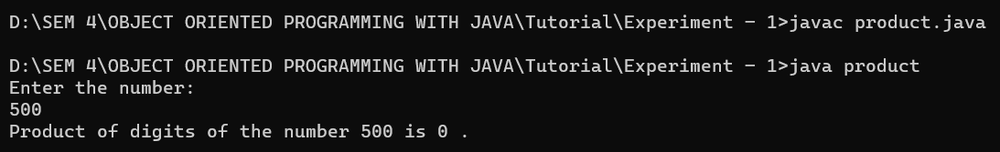 D:\SEM 4\OBJECT ORIENTED PROGRAMMING WITH JAVA\Tutorial\Experiment - 1>javac product.java
D:\SEM 4\OBJECT ORIENTED PROGRAMMING WITH JAVA\Tutorial\Experiment - 1>java product
Enter the number:
500
Product of digits of the number 500 is 0 .